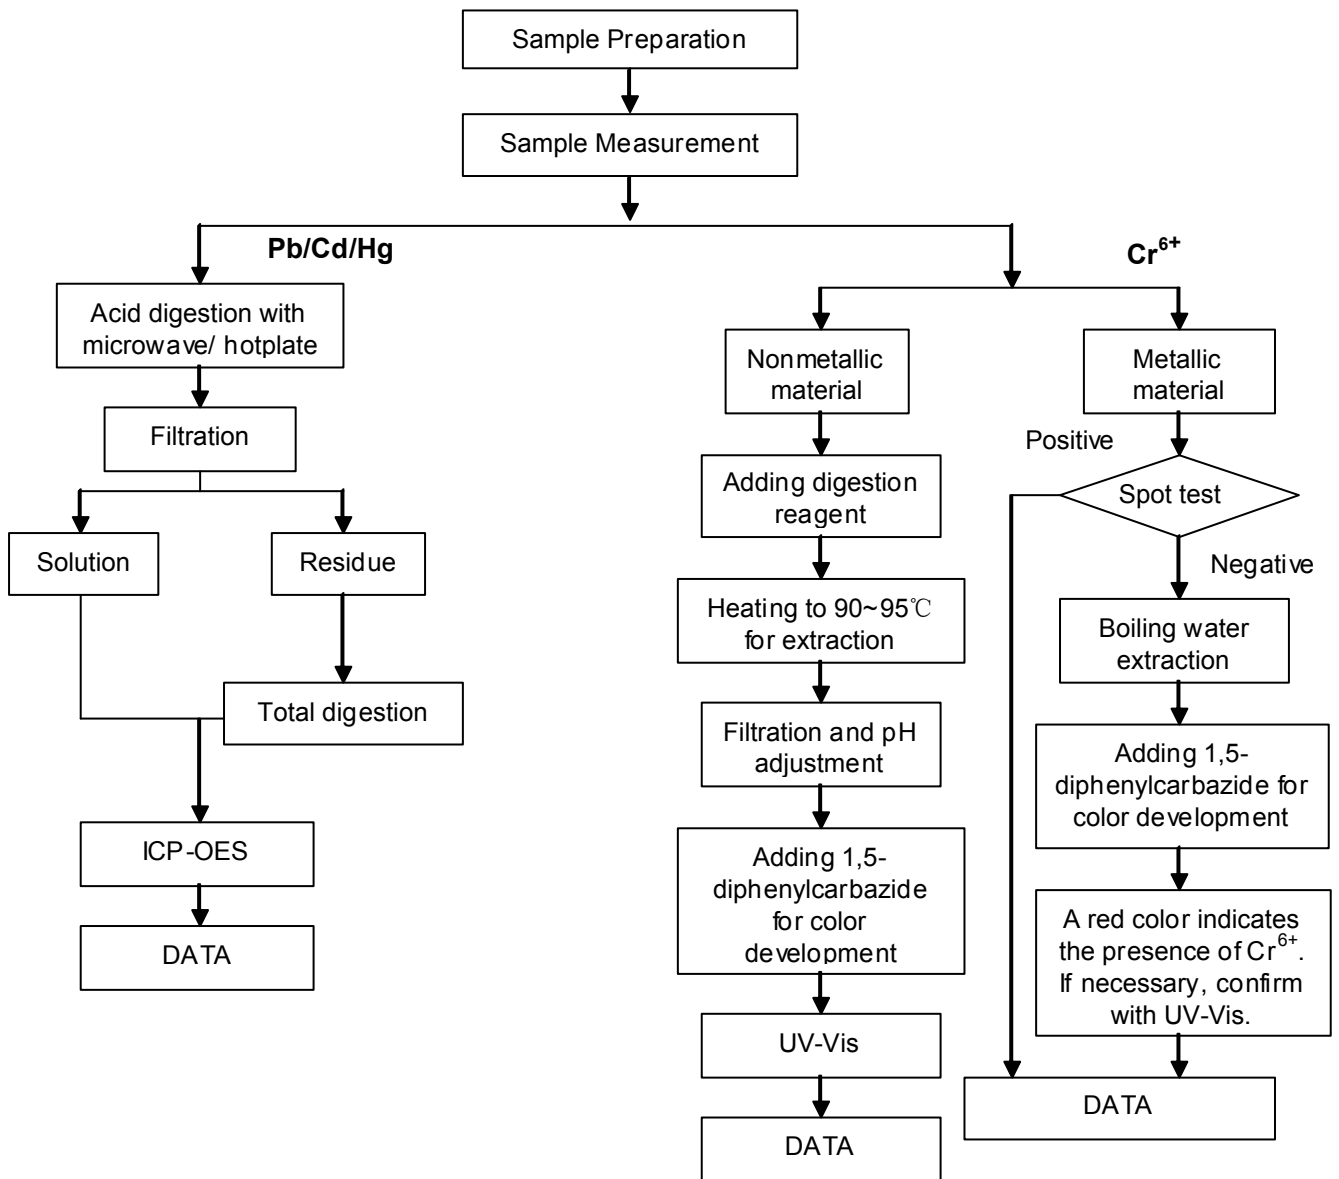 Sample Preparation
Sample Measurement
Pb/Cd/Hg
Cr⁶⁺
Acid digestion with
microwave/ hotplate
Filtration
Solution
Residue
Total digestion
ICP-OES
DATA
Nonmetallic
material
Adding digestion
reagent
Heating to 90~95℃
for extraction
Filtration and pH
adjustment
Adding 1,5-
diphenylcarbazide
for color
development
UV-Vis
DATA
Metallic
material
Positive
Spot test
Negative
Boiling water
extraction
Adding 1,5-
diphenylcarbazide for
color development
A red color indicates
the presence of Cr⁶⁺.
If necessary, confirm
with UV-Vis.
DATA